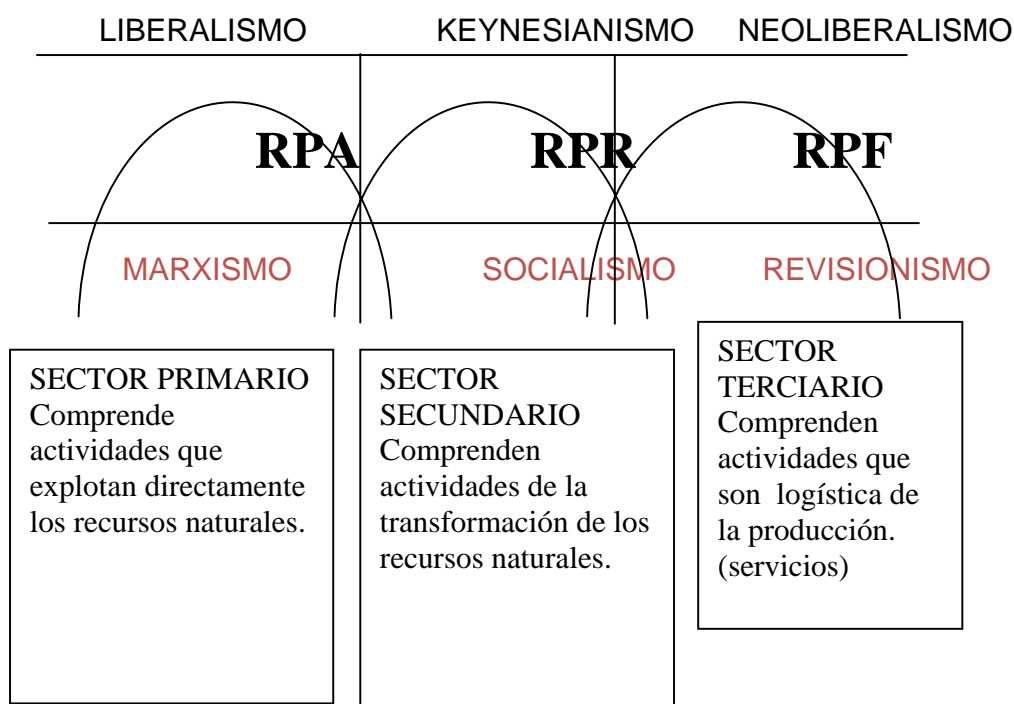 LIBERALISMO KEYNESIANISMO NEOLIBERALISMO
RPA RPR RPF
MARXISMO SOCIALISMO REVISIONISMO
SECTOR PRIMARIO
Comprende
actividades que
explotan directamente
los recursos naturales.
SECTOR
SECUNDARIO
Comprenden
actividades de la
transformación de los
recursos naturales.
SECTOR
TERCIARIO
Comprenden
actividades que
son logística de
la producción.
(servicios)